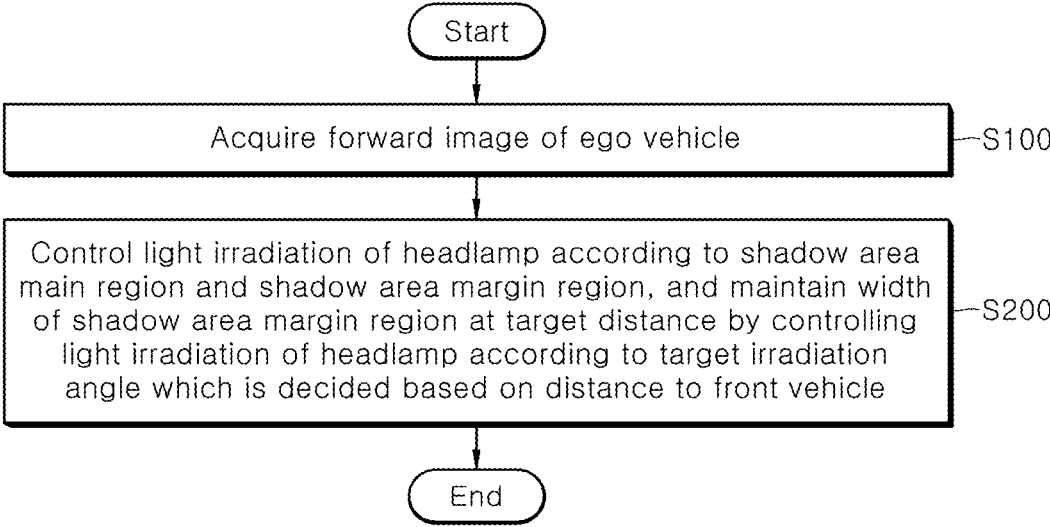 Start
Acquire forward image of ego vehicle
S100
Control light irradiation of headlamp according to shadow area
main region and shadow area margin region, and maintain width
of shadow area margin region at target distance by controlling
light irradiation of headlamp according to target irradiation
angle which is decided based on distance to front vehicle
S200
End